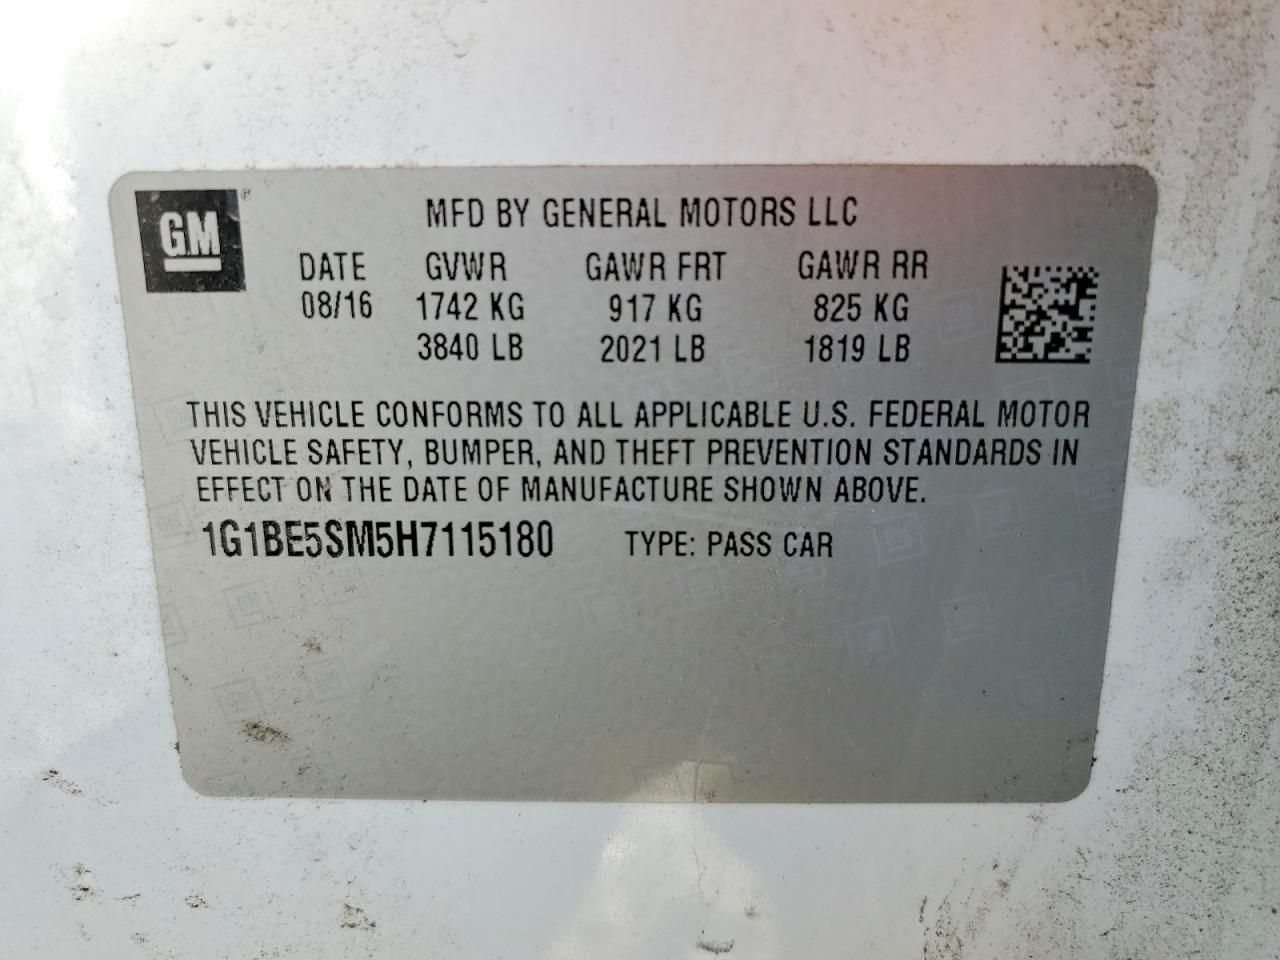 GM
MFD BY GENERAL MOTORS LLC
DATE GVWR GAWR FRT GAWR RR
08/16 1742 KG 917 KG 825 KG
3840 LB 2021 LB 1819 LB
THIS VEHICLE CONFORMS TO ALL APPLICABLE U.S. FEDERAL MOTOR
VEHICLE SAFETY, BUMPER, AND THEFT PREVENTION STANDARDS IN
EFFECT ON THE DATE OF MANUFACTURE SHOWN ABOVE.
1G1BE5SM5H7115180 TYPE: PASS CAR